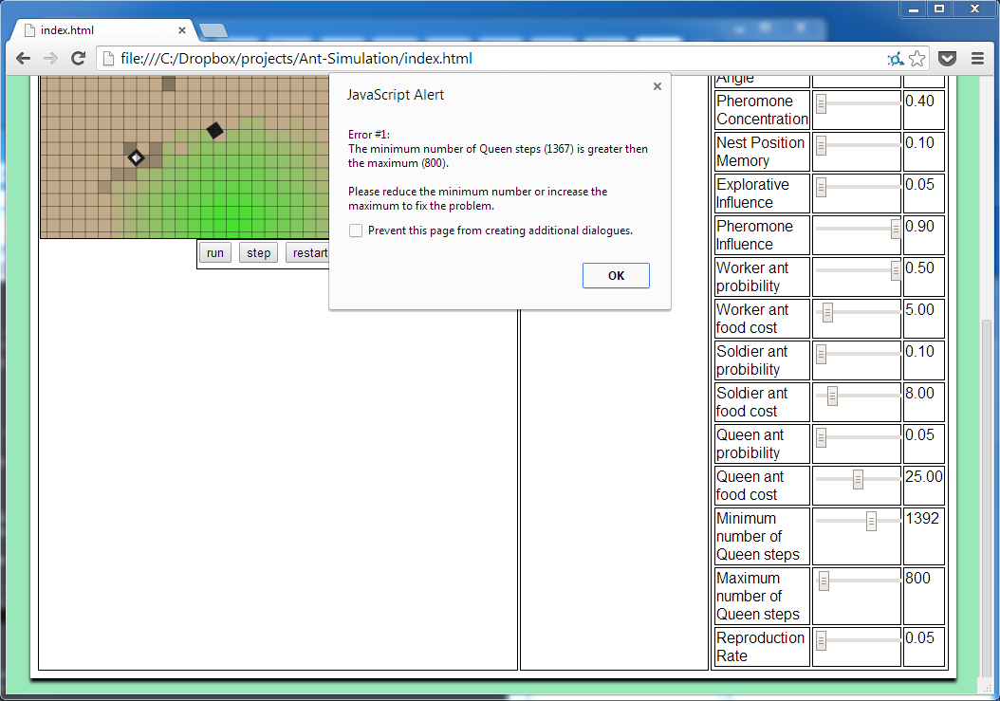 index.html
file:///C:/Dropbox/projects/Ant-Simulation/index.html
JavaScript Alert
Error #1:
The minimum number of Queen steps (1367) is greater then
the maximum (800).
Please reduce the minimum number or increase the
maximum to fix the problem.
Prevent this page from creating additional dialogues.
OK
run step restart
Angle
Pheromone
Concentration
0.40
Nest Position
Memory
0.10
Explorative
Influence
0.05
Pheromone
Influence
0.90
Worker ant
probibility
0.50
Worker ant
food cost
5.00
Soldier ant
probibility
0.10
Soldier ant
food cost
8.00
Queen ant
probibility
0.05
Queen ant
food cost
25.00
Minimum
number of
Queen steps
1392
Maximum
number of
Queen steps
800
Reproduction
Rate
0.05